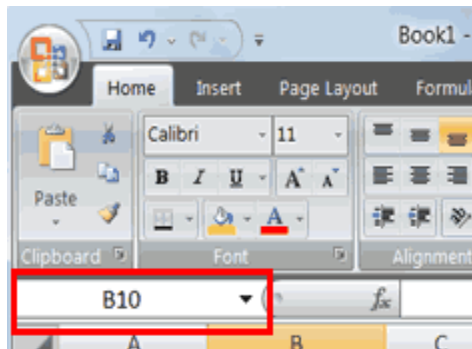 Book1 -
Home Insert Page Layout Formul
Calibri 11
B I U A A
Paste
A
Clipboard Font Alignment
B10 fx
A B C